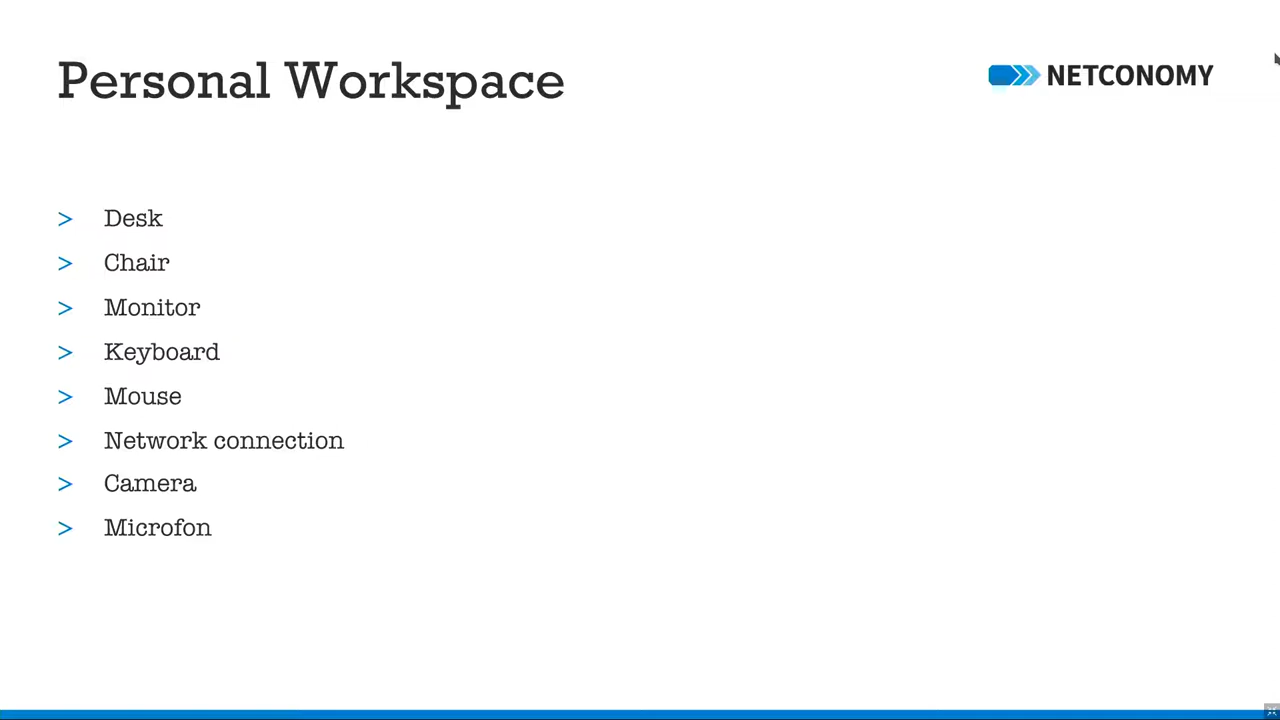 Personal Workspace
NETCONOMY
> Desk
> Chair
> Monitor
> Keyboard
> Mouse
> Network connection
> Camera
> Microfon